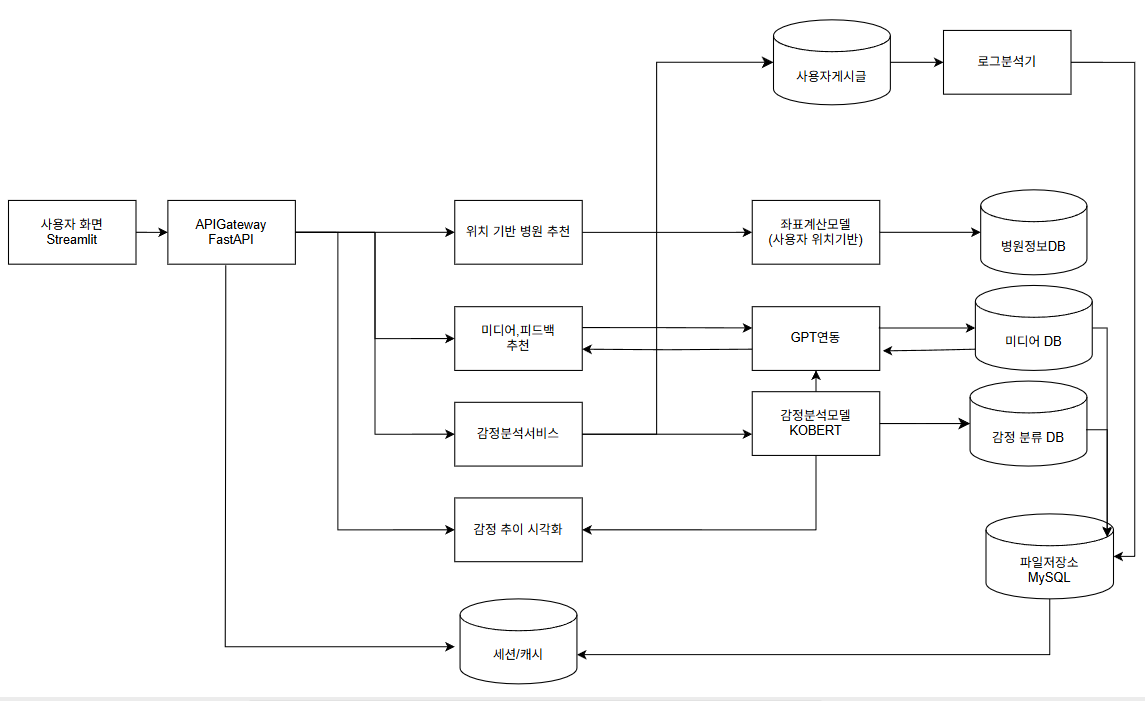 사용자게시글
로그분석기
사용자 화면
Streamlit
APIGateway
FastAPI
위치 기반 병원 추천
좌표계산모델
(사용자 위치기반)
병원정보DB
미디어,피드백
추천
GPT연동
미디어 DB
감정분석서비스
감정분석모델
KOBERT
감정 분류 DB
감정 추이 시각화
파일저장소
MySQL
세션/캐시